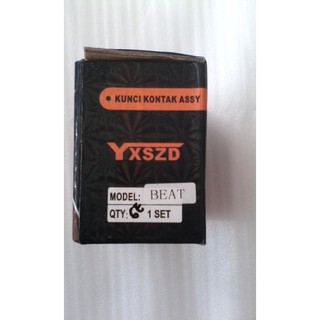 KUNCI KONTAK ASSY
YXSZD
MODEL: BEAT
QTY: 1 SET